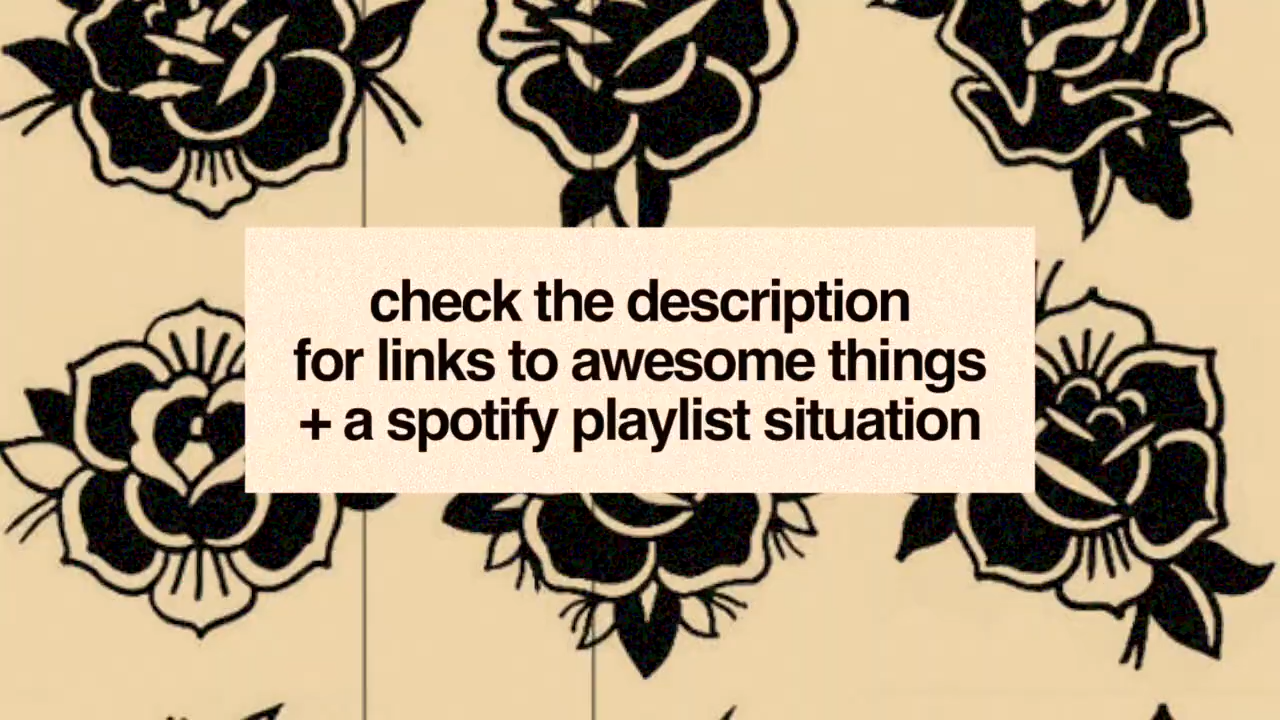 check the description
for links to awesome things
+ a spotify playlist situation